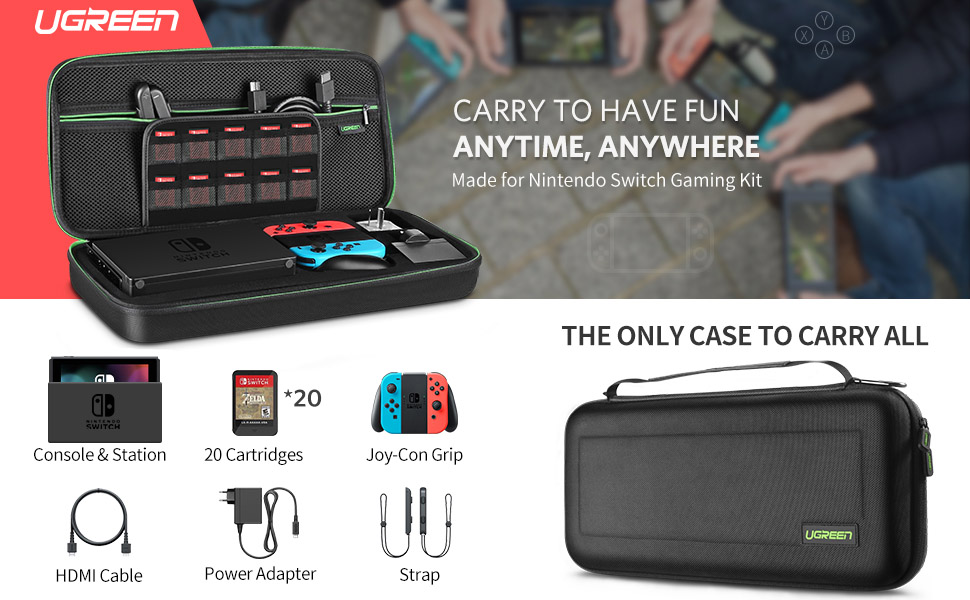 UGREEN
Y
X
B
A
CARRY TO HAVE FUN
ANYTIME, ANYWHERE
Made for Nintendo Switch Gaming Kit
UGREEN
NINTENDO
SWITCH
THE ONLY CASE TO CARRY ALL
NINTENDO
SWITCH
NINTENDO
SWITCH
ZELDA
*20
Console & Station
20 Cartridges
Joy-Con Grip
UGREEN
HDMI Cable
Power Adapter
Strap